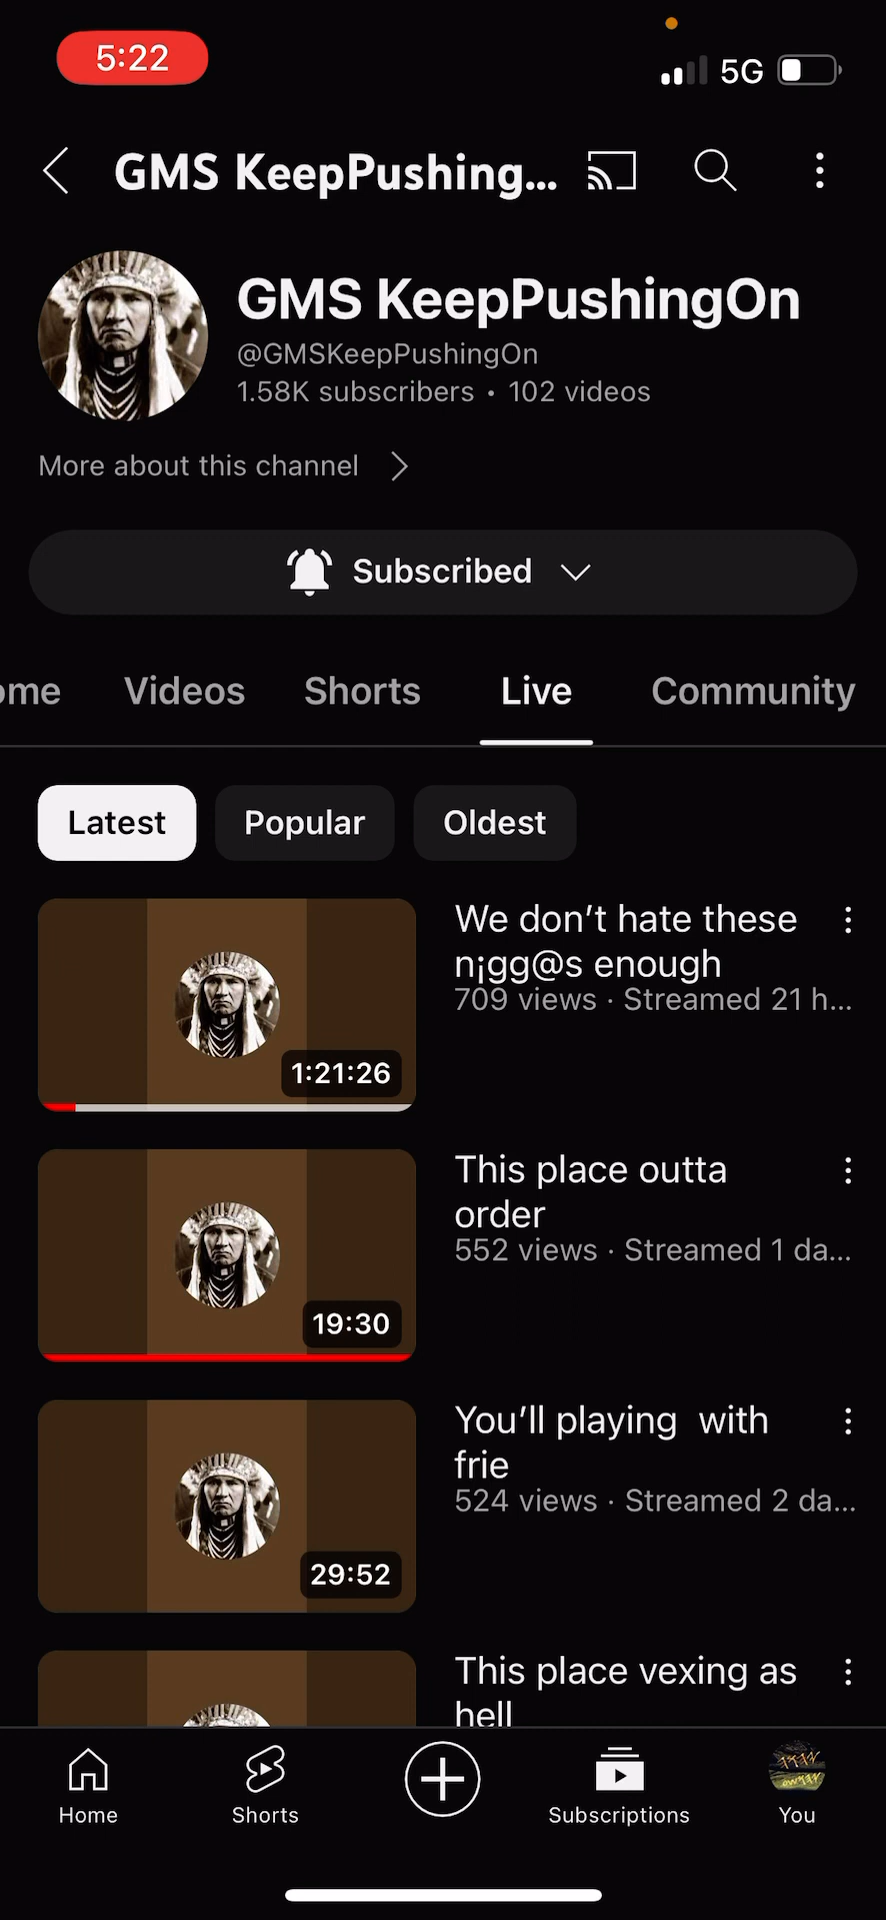 5:22
5G
GMS KeepPushing...
GMS KeepPushingOn
@GMSKeepPushingOn
1.58K subscribers • 102 videos
More about this channel
Subscribed
ome Videos Shorts Live Community
Latest Popular Oldest
We don’t hate these
n¡gg@s enough
709 views · Streamed 21 h...
1:21:26
This place outta
order
552 views · Streamed 1 da...
19:30
You’ll playing  with
frie
524 views · Streamed 2 da...
29:52
This place vexing as
hell
Home Shorts Subscriptions You